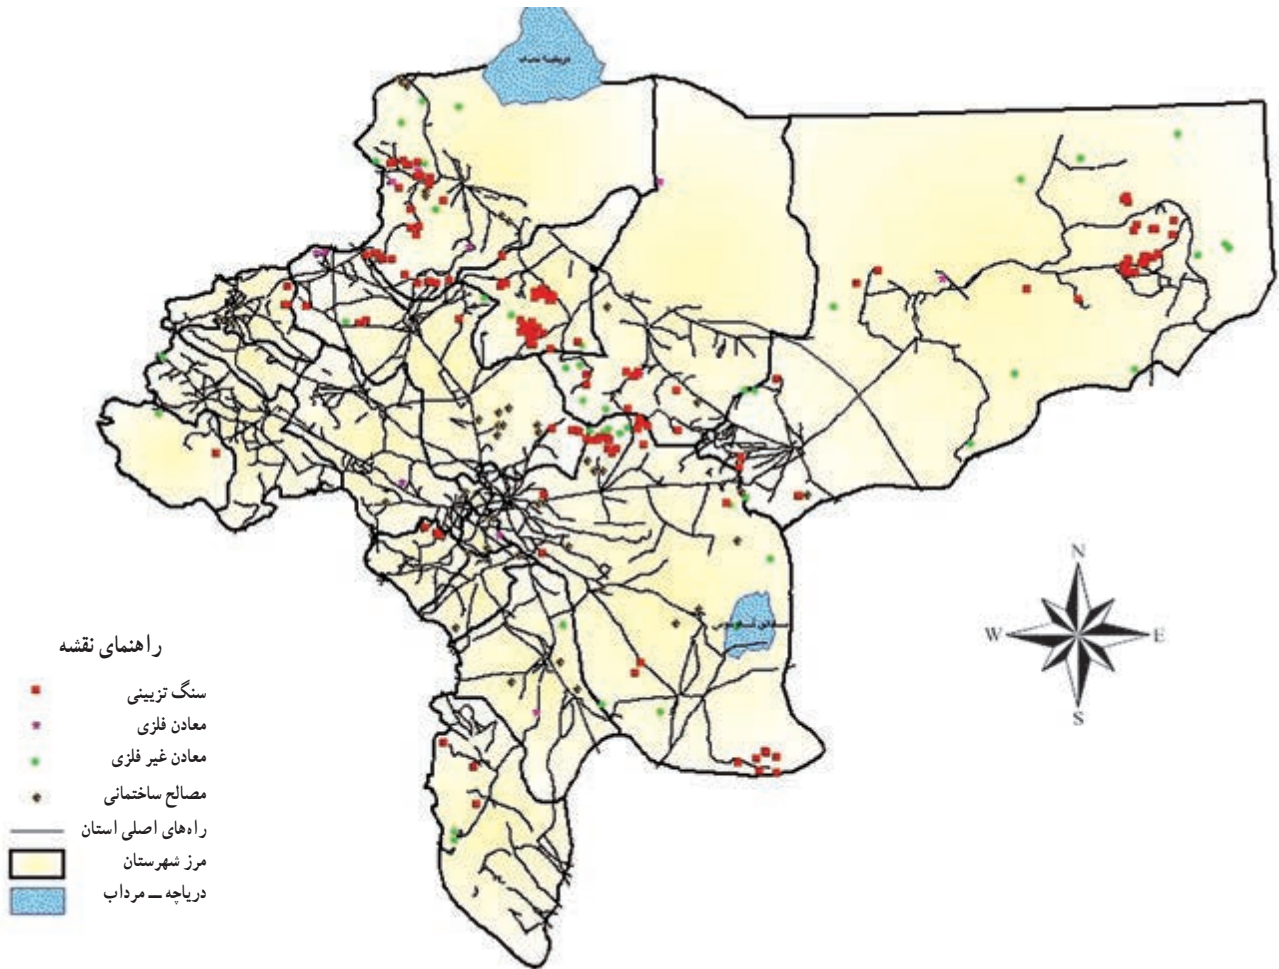 N
W
E
S
راهنمای نقشه
سنگ تزیینی
معادن فلزی
معادن غیر فلزی
مصالح ساختمانی
راه‌های اصلی استان
مرز شهرستان
دریاچه ـ مرداب